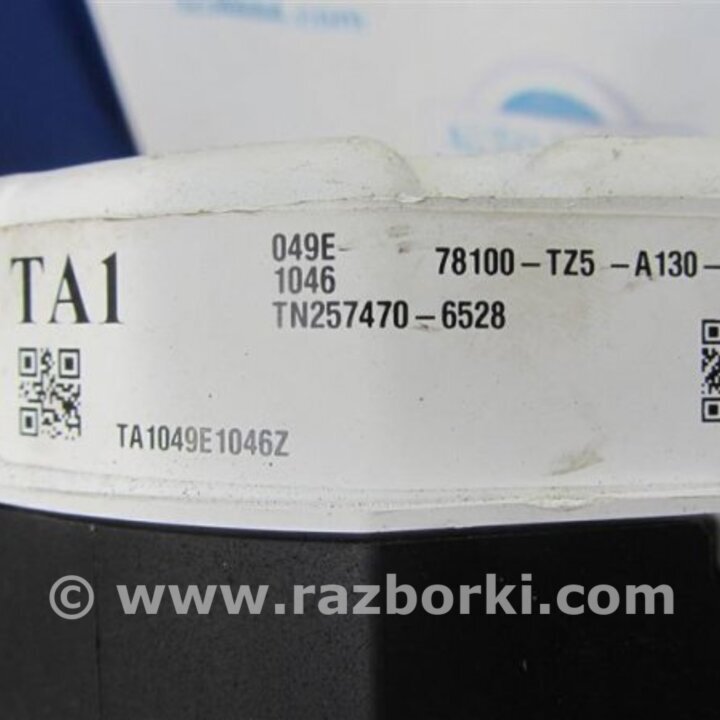 TA1
049E-
1046
TN257470-6528
78100-TZ5 -A130-
TA1049E1046Z
© www.razborki.com